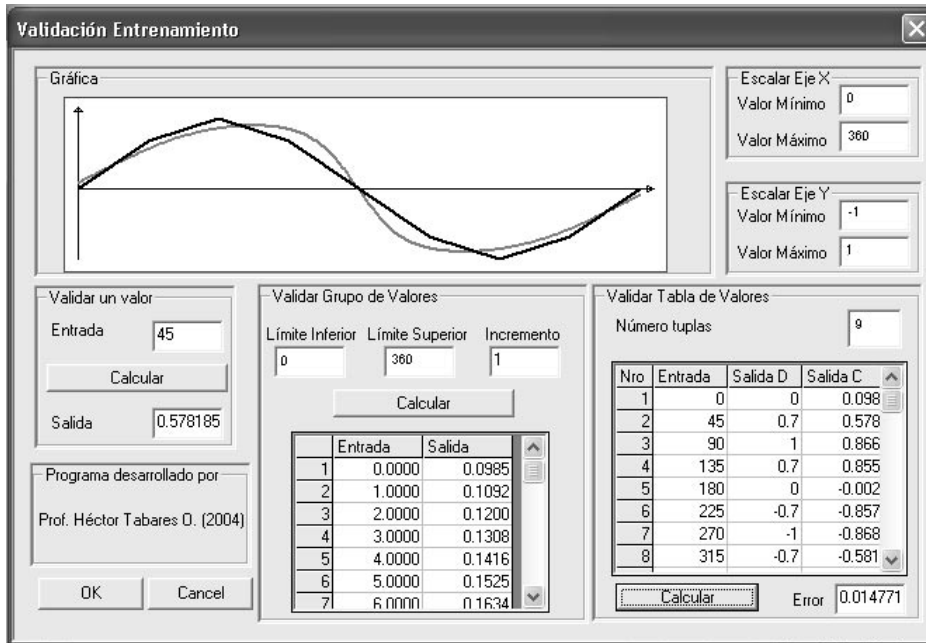 Validación Entrenamiento
Gráfica
Escalar Eje X
Valor Mínimo 0
Valor Máximo 360
Escalar Eje Y
Valor Mínimo -1
Valor Máximo 1
Validar un valor
Entrada 45
Calcular
Salida 0.578185
Programa desarrollado por
Prof. Héctor Tabares O. (2004)
OK Cancel
Validar Grupo de Valores
Límite Inferior Límite Superior Incremento
0 360 1
Calcular
Entrada Salida
1 0.0000 0.0985
2 1.0000 0.1092
3 2.0000 0.1200
4 3.0000 0.1308
5 4.0000 0.1416
6 5.0000 0.1525
7 6.0000 0.1634
Validar Tabla de Valores
Número tuplas 9
Nro Entrada Salida D Salida C
1 0 0 0.098
2 45 0.7 0.578
3 90 1 0.866
4 135 0.7 0.855
5 180 0 -0.002
6 225 -0.7 -0.857
7 270 -1 -0.868
8 315 -0.7 -0.581
Calcular Error 0.014771